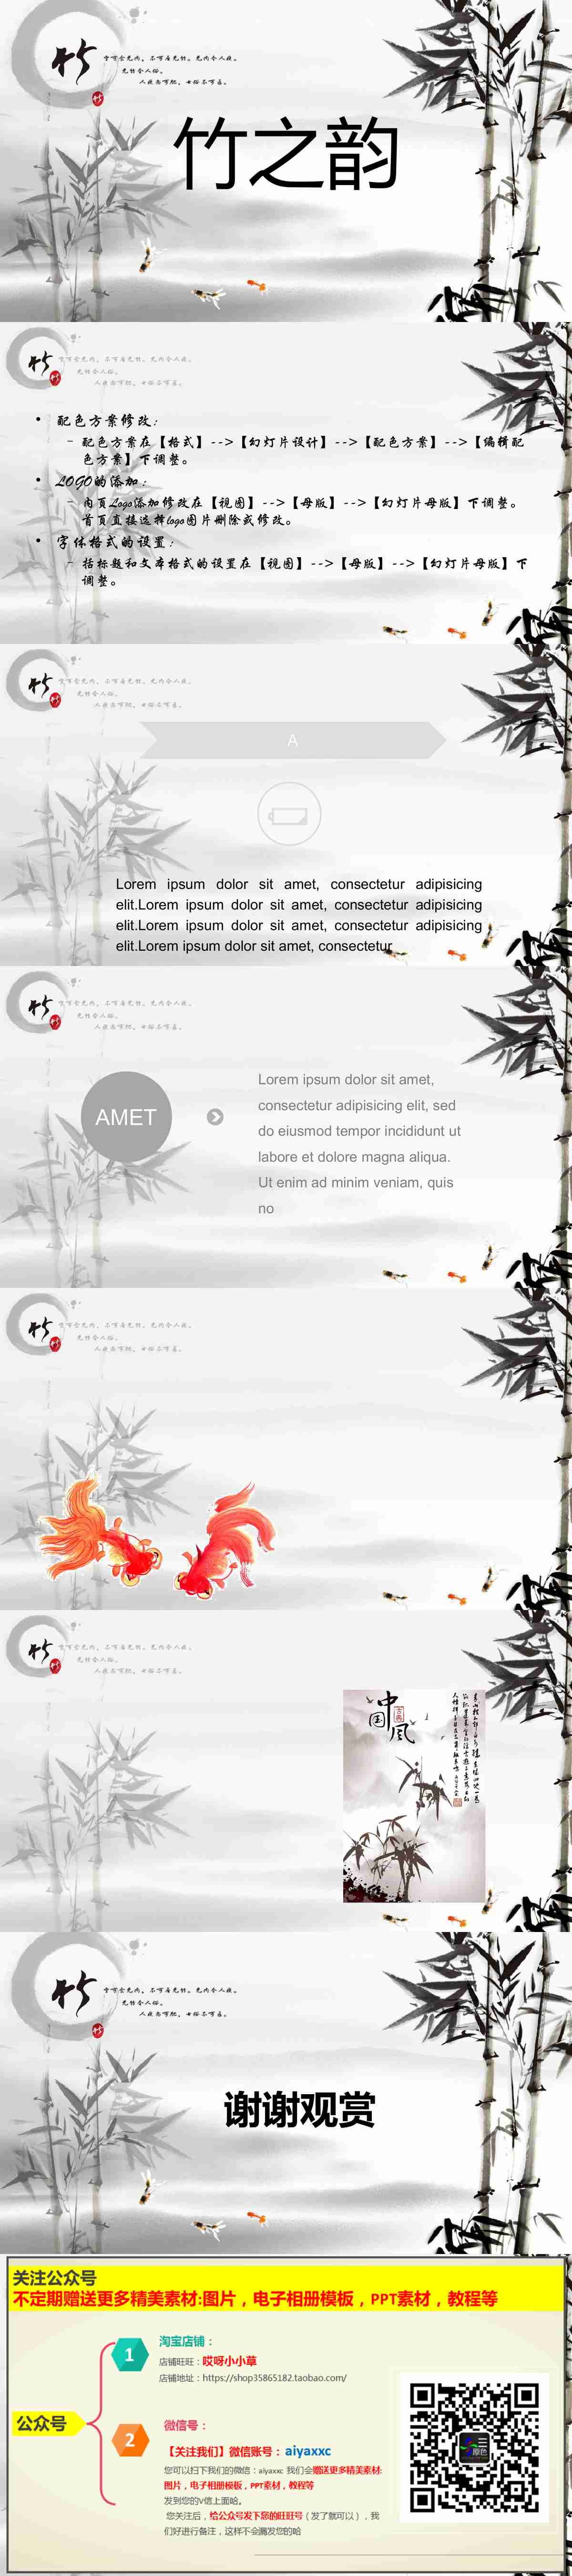 竹
宁可食无肉，不可居无竹。无肉令人瘦，
无竹令人俗。
人瘦尚可肥，士俗不可医。
竹之韵
竹
宁可食无肉，不可居无竹。无肉令人瘦，
无竹令人俗。
人瘦尚可肥，士俗不可医。
• 配色方案修改：
– 配色方案在【格式】-->【幻灯片设计】-->【配色方案】-->【编辑配
色方案】下调整。
• LOGO的添加：
– 内页Logo添加修改在【视图】-->【母版】-->【幻灯片母版】下调整。
首页直接选择logo图片删除或修改。
• 字体格式的设置：
– 括标题和文本格式的设置在【视图】-->【母版】-->【幻灯片母版】下
调整。
竹
宁可食无肉，不可居无竹。无肉令人瘦，
无竹令人俗。
人瘦尚可肥，士俗不可医。
A
Lorem ipsum dolor sit amet, consectetur adipisicing
elit.Lorem ipsum dolor sit amet, consectetur adipisicing
elit.Lorem ipsum dolor sit amet, consectetur adipisicing
elit.Lorem ipsum dolor sit amet, consectetur
竹
宁可食无肉，不可居无竹。无肉令人瘦，
无竹令人俗。
人瘦尚可肥，士俗不可医。
AMET
Lorem ipsum dolor sit amet,
consectetur adipisicing elit, sed
do eiusmod tempor incididunt ut
labore et dolore magna aliqua.
Ut enim ad minim veniam, quis
no
竹
宁可食无肉，不可居无竹。无肉令人瘦，
无竹令人俗。
人瘦尚可肥，士俗不可医。
竹
宁可食无肉，不可居无竹。无肉令人瘦，
无竹令人俗。
人瘦尚可肥，士俗不可医。
中国风
古典
竹
宁可食无肉，不可居无竹。无肉令人瘦，
无竹令人俗。
人瘦尚可肥，士俗不可医。
谢谢观赏
关注公众号
不定期赠送更多精美素材:图片，电子相册模板，PPT素材，教程等
公众号
1
淘宝店铺：
店铺旺旺：哎呀小小草
店铺地址：https://shop35865182.taobao.com/
2
微信号：
【关注我们】微信账号：aiyaxxc
您可以扫下我们的微信：aiyaxxc 我们会赠送更多精美素材:
图片，电子相册模板，PPT素材，教程等
发到您的V信上面哈。
您关注后，给公众号发下您的旺旺号（发了就可以），我
们好进行备注，这样不会漏发您的哈